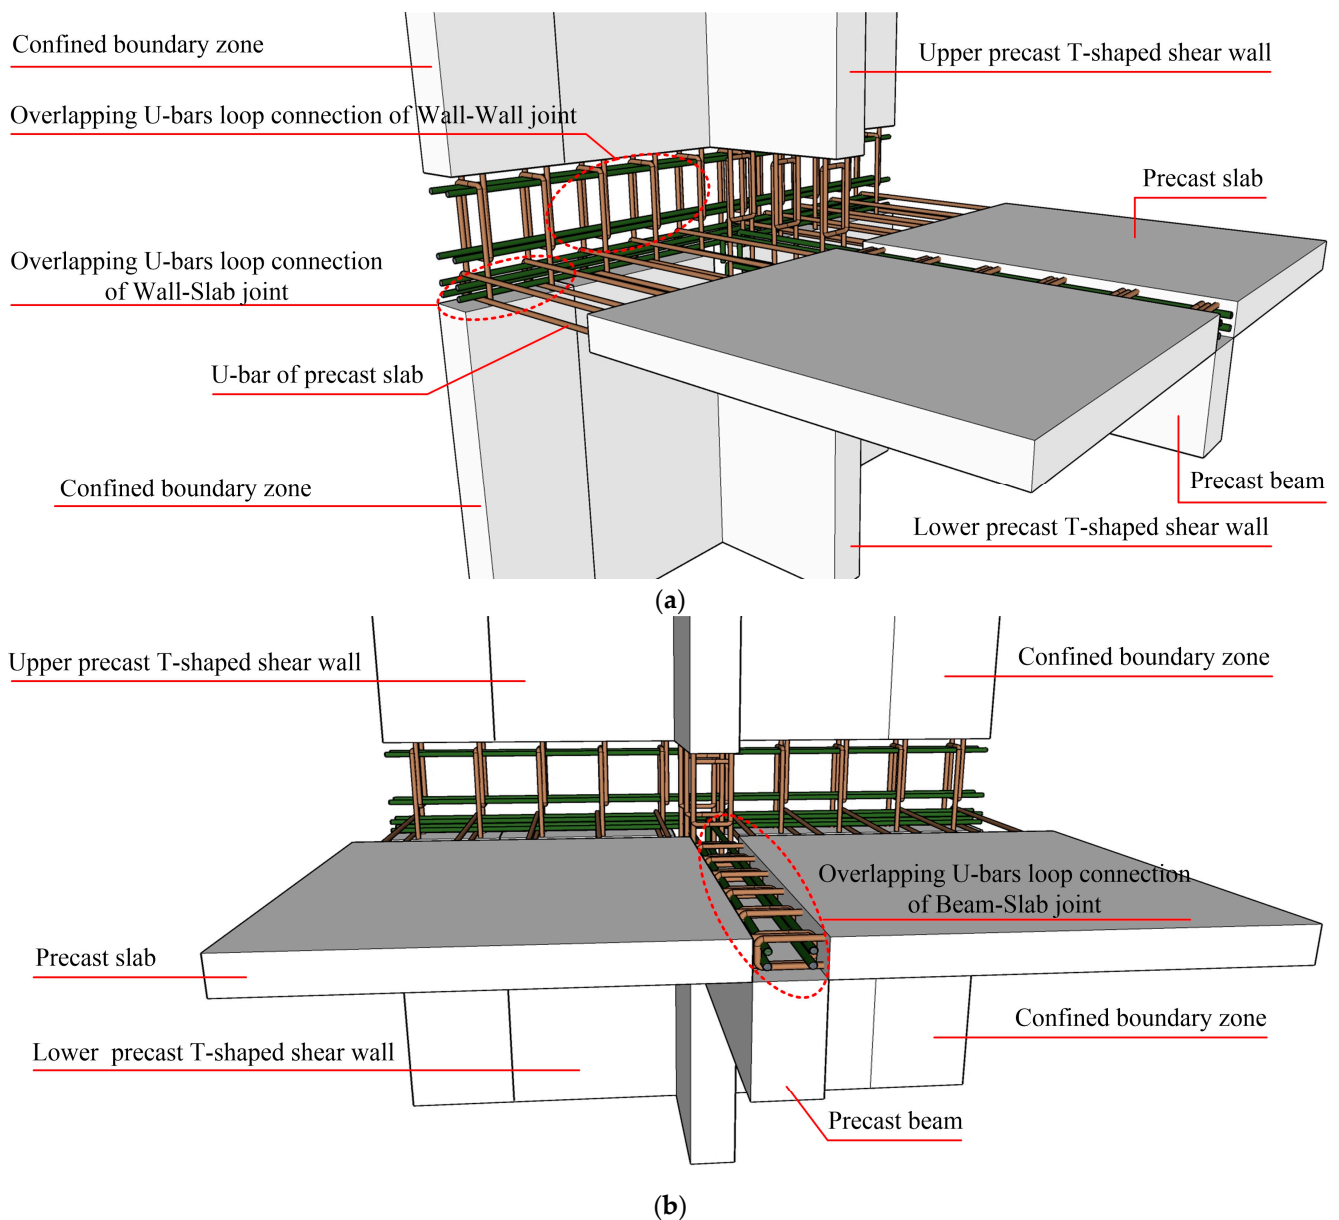 Confined boundary zone
Upper precast T-shaped shear wall
Overlapping U-bars loop connection of Wall-Wall joint
Precast slab
Overlapping U-bars loop connection
of Wall-Slab joint
U-bar of precast slab
Confined boundary zone
Precast beam
Lower precast T-shaped shear wall
(a)
Upper precast T-shaped shear wall
Confined boundary zone
Overlapping U-bars loop connection
of Beam-Slab joint
Precast slab
Confined boundary zone
Lower precast T-shaped shear wall
Precast beam
(b)